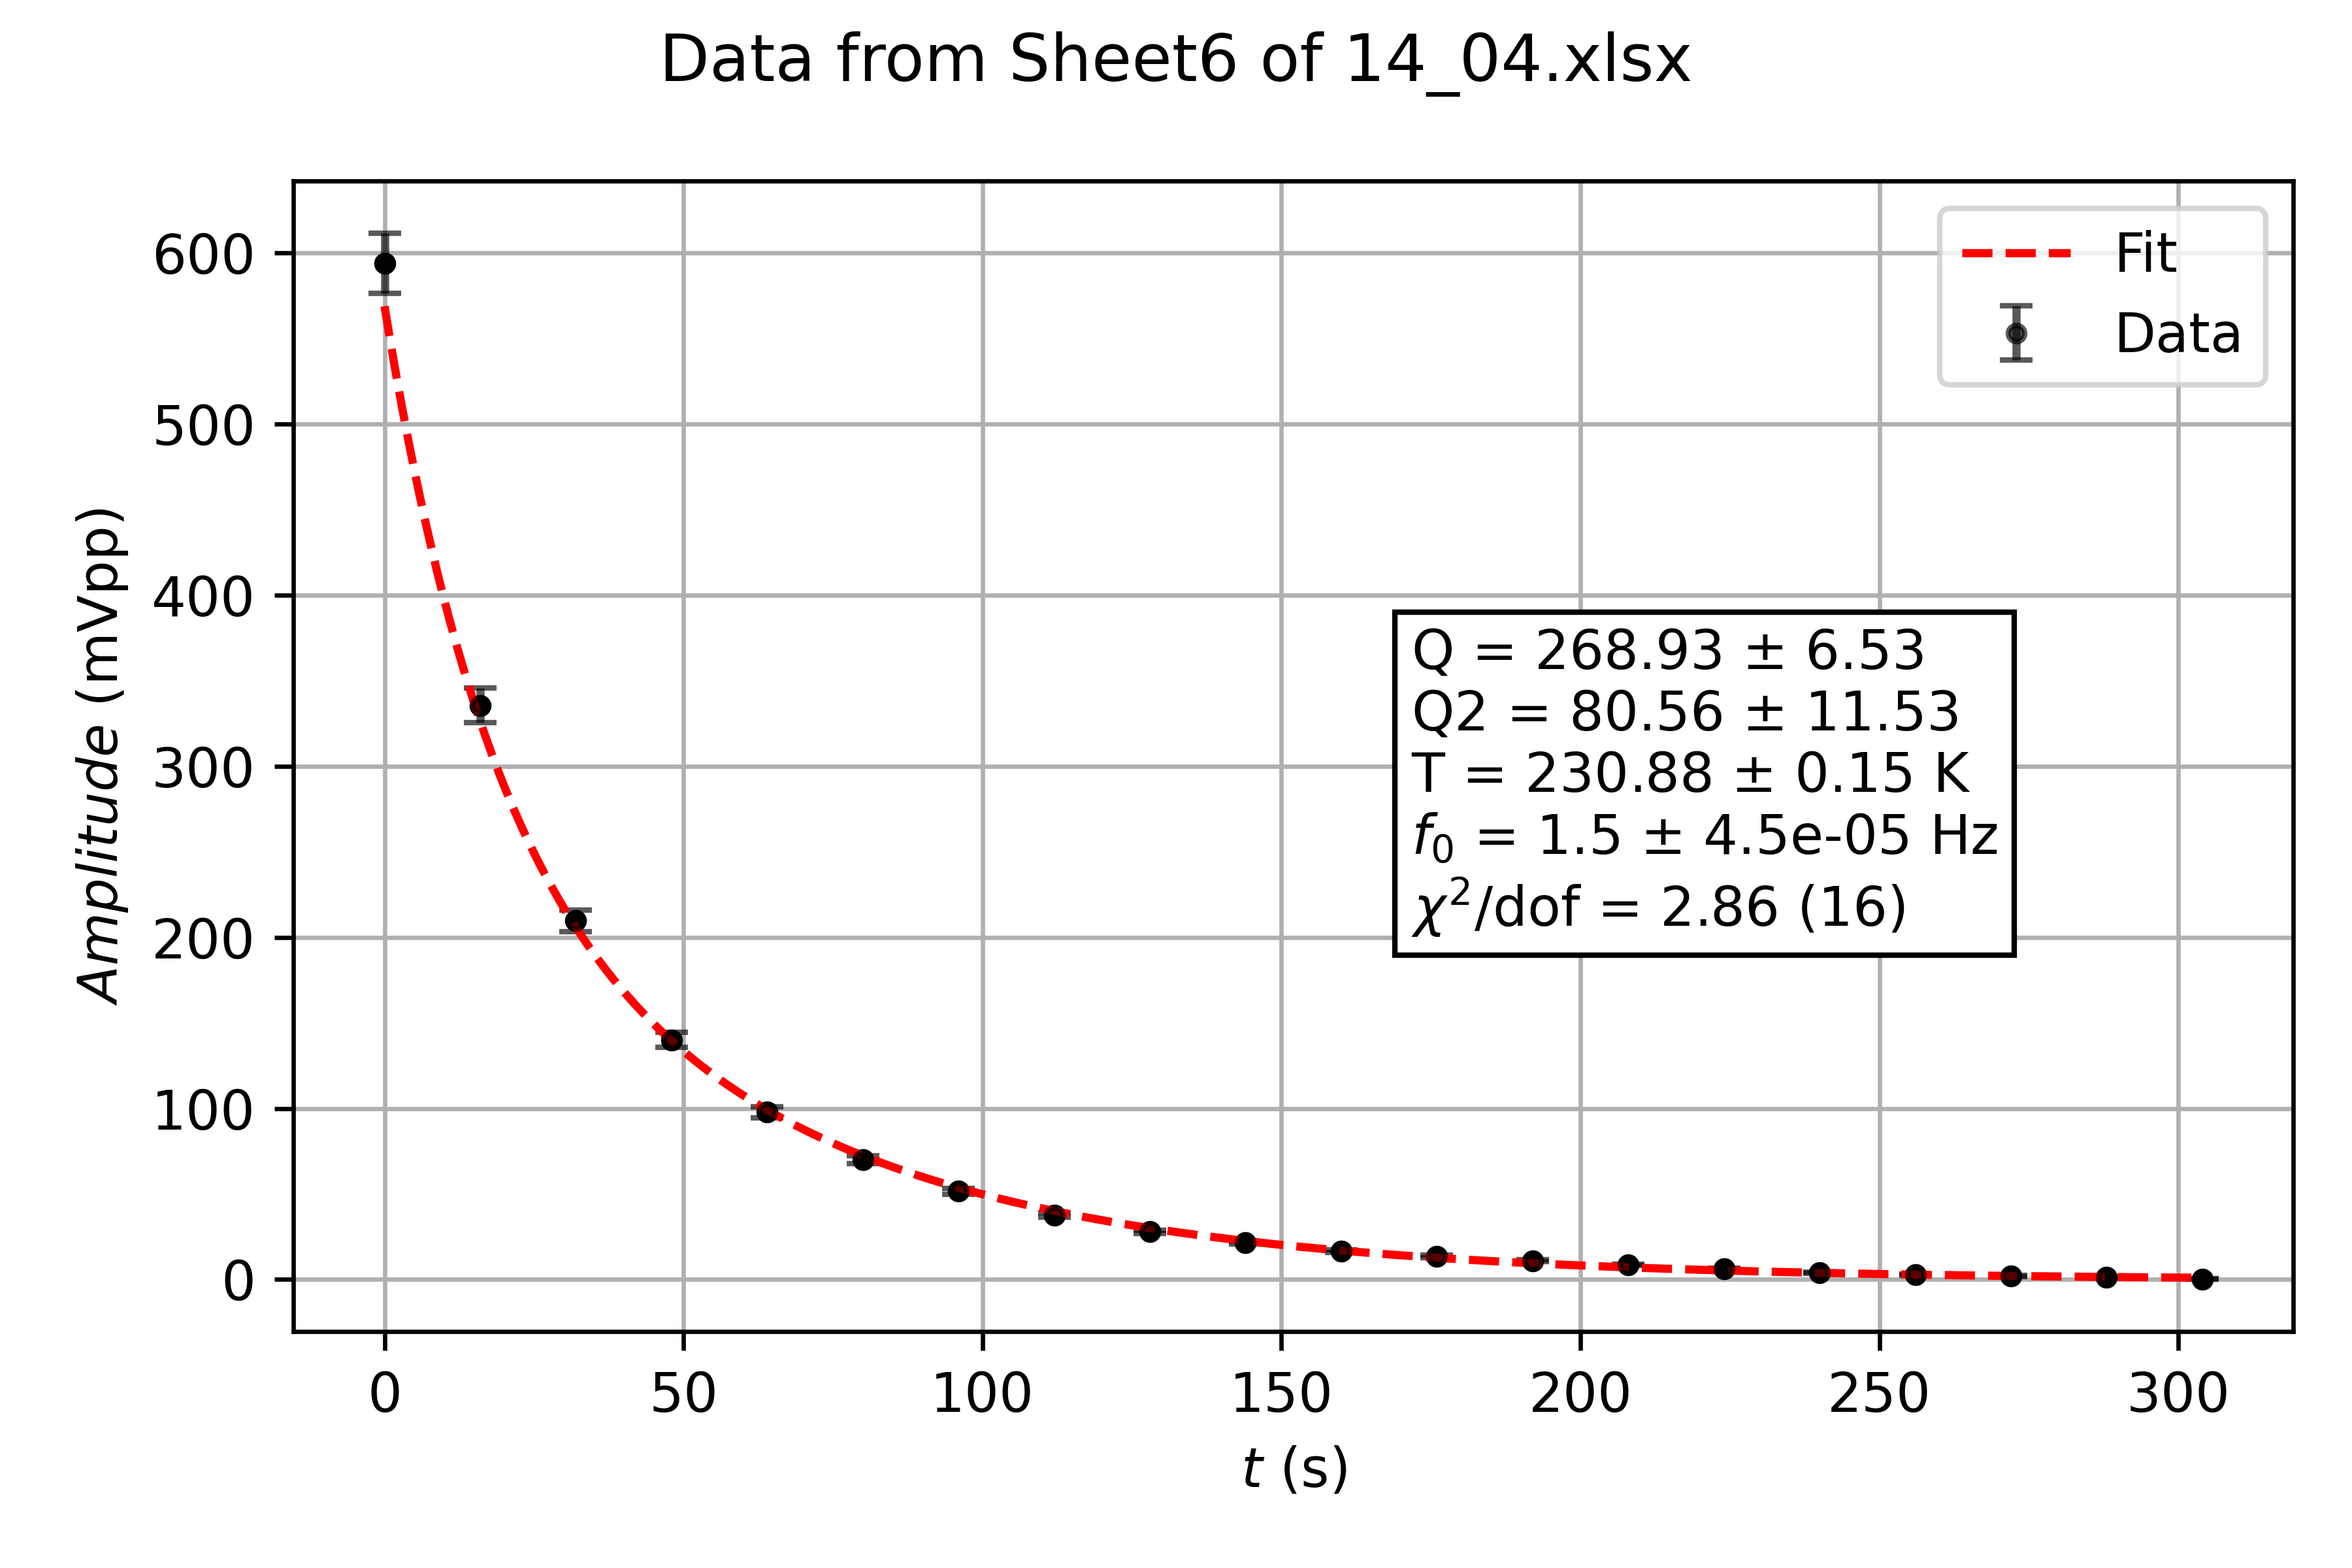 Data from Sheet6 of 14_04.xlsx
Amplitude (mVpp)
600
500
400
300
200
100
0
Fit
Data
Q = 268.93 ± 6.53
Q2 = 80.56 ± 11.53
T = 230.88 ± 0.15 K
f₀ = 1.5 ± 4.5e-05 Hz
χ²/dof = 2.86 (16)
0 50 100 150 200 250 300
t (s)